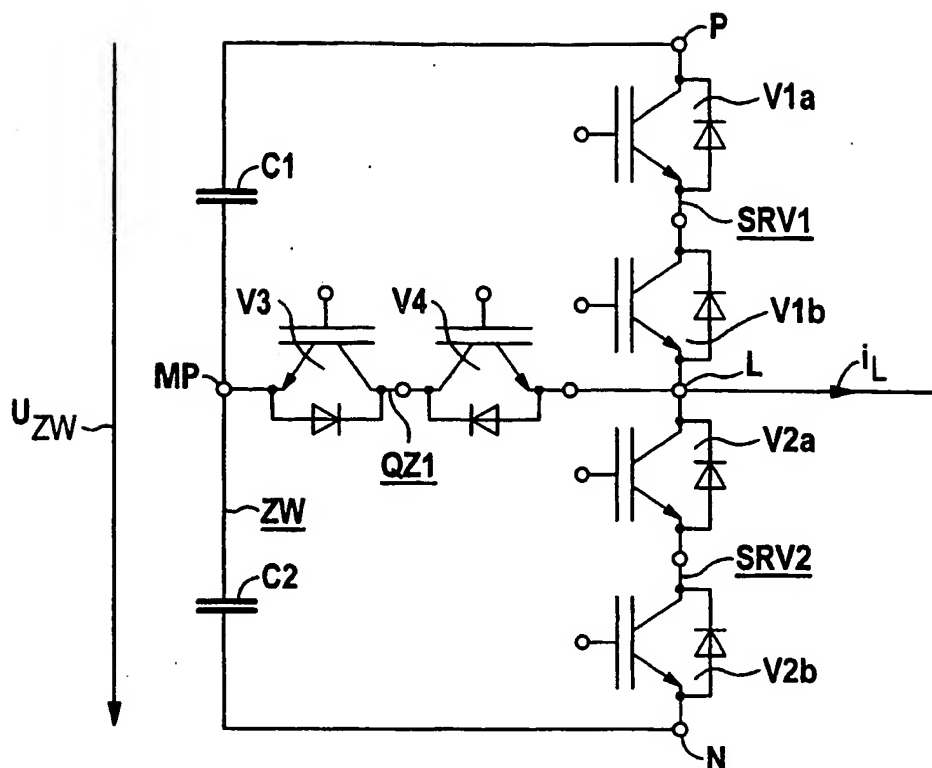 P
V1a
C1
SRV1
V3
V4
V1b
MP
L
i_L
U_ZW
QZ1
V2a
ZW
SRV2
C2
V2b
N